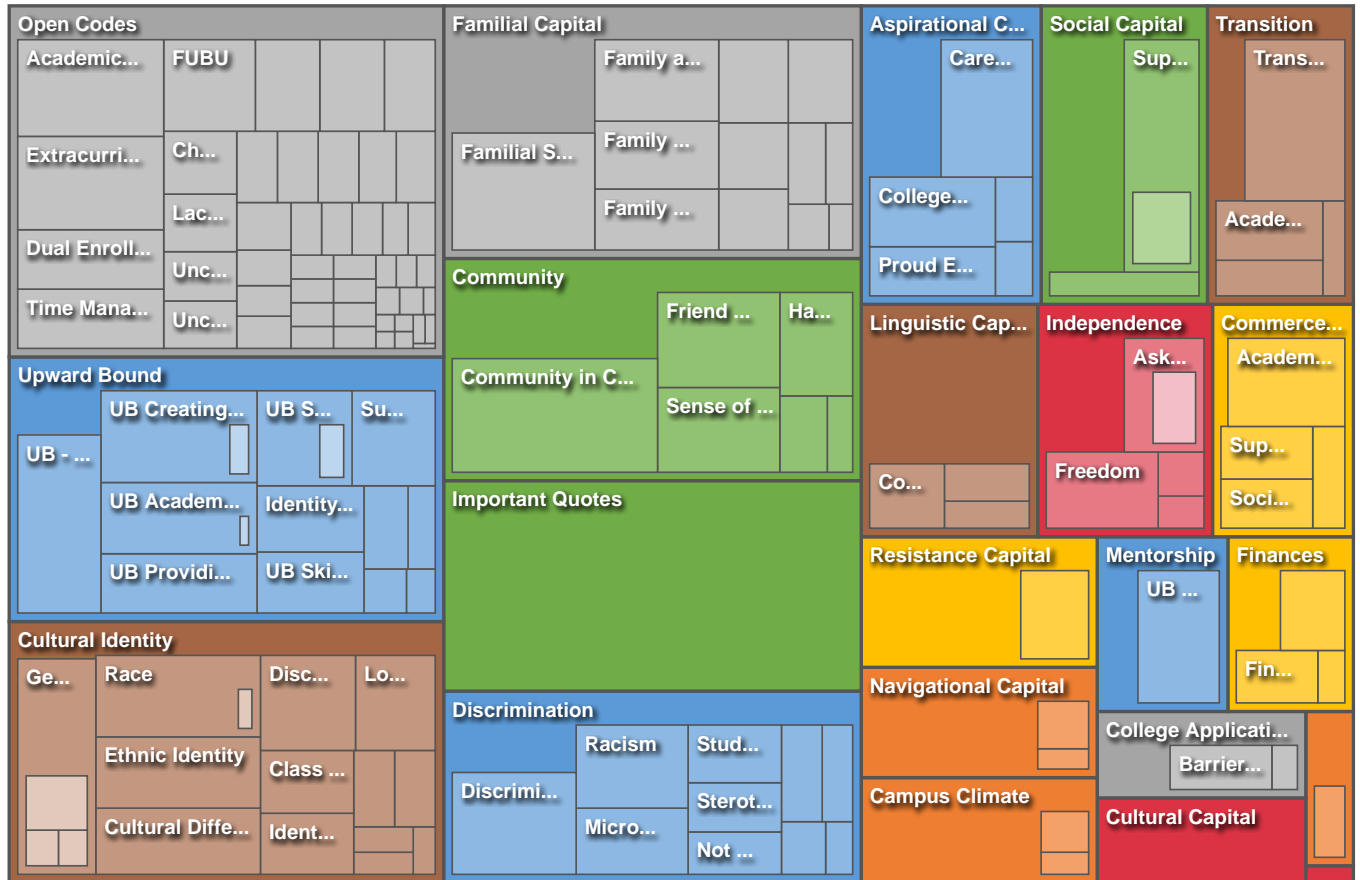 Open Codes
Academic...
FUBU
Extracurri...
Ch...
Lac...
Dual Enroll...
Unc...
Time Mana...
Unc...
Upward Bound
UB - ...
UB Creating...
UB S...
Su...
UB Academ...
Identity...
UB Providi...
UB Ski...
Cultural Identity
Ge...
Race
Disc...
Lo...
Ethnic Identity
Class ...
Cultural Diffe...
Ident...
Familial Capital
Family a...
Familial S...
Family ...
Family ...
Community
Friend ...
Ha...
Community in C...
Sense of ...
Important Quotes
Discrimination
Racism
Stud...
Discrimi...
Sterot...
Micro...
Not ...
Aspirational C...
Care...
College...
Proud E...
Social Capital
Sup...
Transition
Trans...
Acade...
Linguistic Cap...
Co...
Independence
Ask...
Freedom
Commerce...
Academ...
Sup...
Soci...
Resistance Capital
Mentorship
UB ...
Finances
Fin...
Navigational Capital
College Applicati...
Barrier...
Campus Climate
Cultural Capital